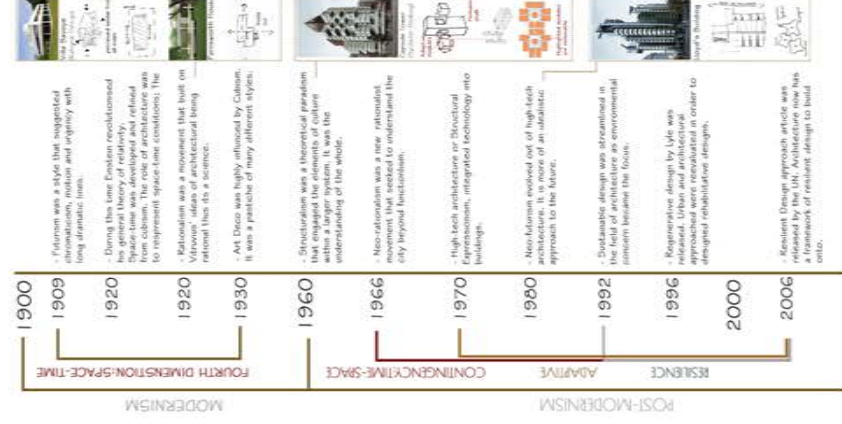 Villa Savoye
Farnsworth House
Capsule Tower
Lloyd's Building
- Futurism was a style that suggested
chromaticism, motion and urgency with
long dramatic lines.
- During this time Einstein revolutionised
his general theory of relativity.
Space-time was developed and refined
from cubism. The role of architecture was
to respresent space-time conditions; The
- Rationalism was a movement that built on
Vitruvius' ideas of architectural being
rational thus its a science.
- Art Deco was highly influnced by Cubism.
It was a pastiche of many different styles;
- Structuralism was a theoretical paradism
that engaged the elements of culture
within a larger system. It was the
understanding of the whole.
- Neo-rationalism was a new rationalist
movement that seeked to understand the
city beyond functionlism.
- High-tech architecture or Structural
Expressionism, integrated technology into
buildings.
- Neo-futurism evolved out of high-tech
architecture. It is more of an idealistic
approach to the future.
- Sustainable design was streamlined in
the field of architecture as environmental
concern became the focus.
- Regenerative design by Lyle was
released. Urban and architectural
approached were reevaluated in order to
designed rehabilitative designs.
- Resilient Design approach article was
released by the UN. Architecture now has
a framework of resilient design to build
onto.
1900
1909
1920
1920
1930
1960
1966
1970
1980
1992
1996
2000
2006
FOURTH DIMENSTION:SPACE-TIME
CONTINGENCY:TIME-SPACE
ADAPTIVE
RESILIENCE
MODERNISM
POST-MODERNISM